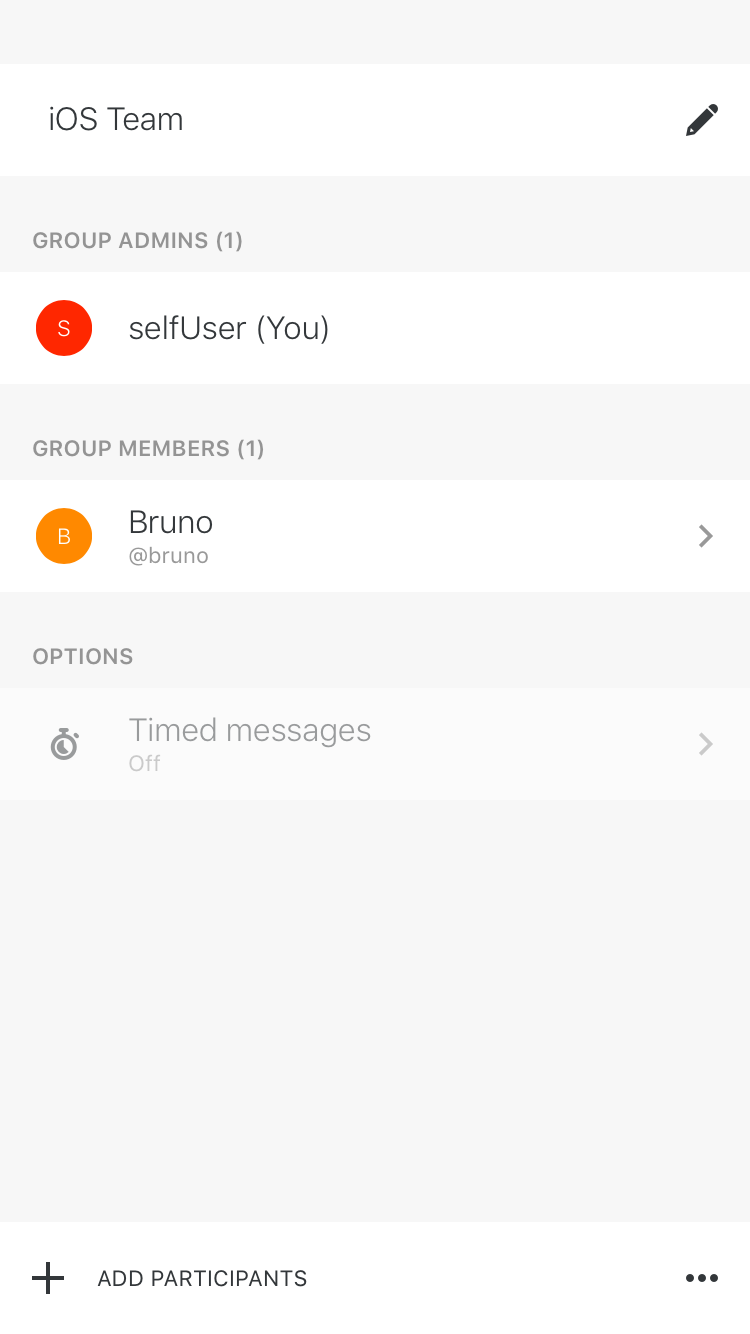 iOS Team
GROUP ADMINS (1)
S
selfUser (You)
GROUP MEMBERS (1)
B
Bruno
@bruno
OPTIONS
Timed messages
Off
ADD PARTICIPANTS